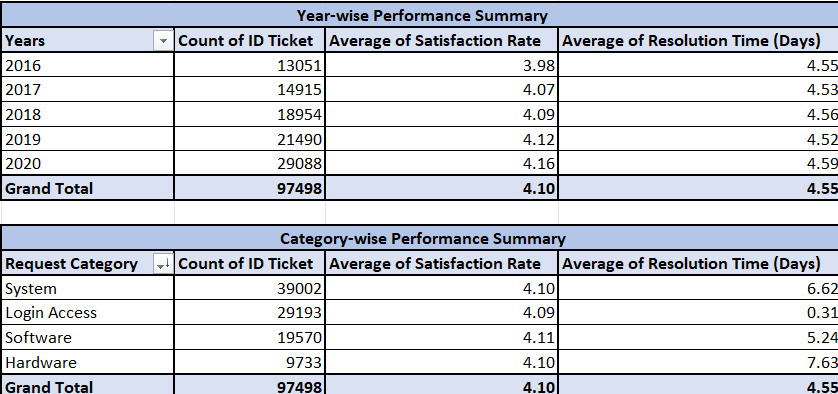 Year-wise Performance Summary
Years Count of ID Ticket Average of Satisfaction Rate Average of Resolution Time (Days)
2016 13051 3.98 4.55
2017 14915 4.07 4.53
2018 18954 4.09 4.56
2019 21490 4.12 4.52
2020 29088 4.16 4.59
Grand Total 97498 4.10 4.55
Category-wise Performance Summary
Request Category Count of ID Ticket Average of Satisfaction Rate Average of Resolution Time (Days)
System 39002 4.10 6.62
Login Access 29193 4.09 0.31
Software 19570 4.11 5.24
Hardware 9733 4.10 7.63
Grand Total 97498 4.10 4.55